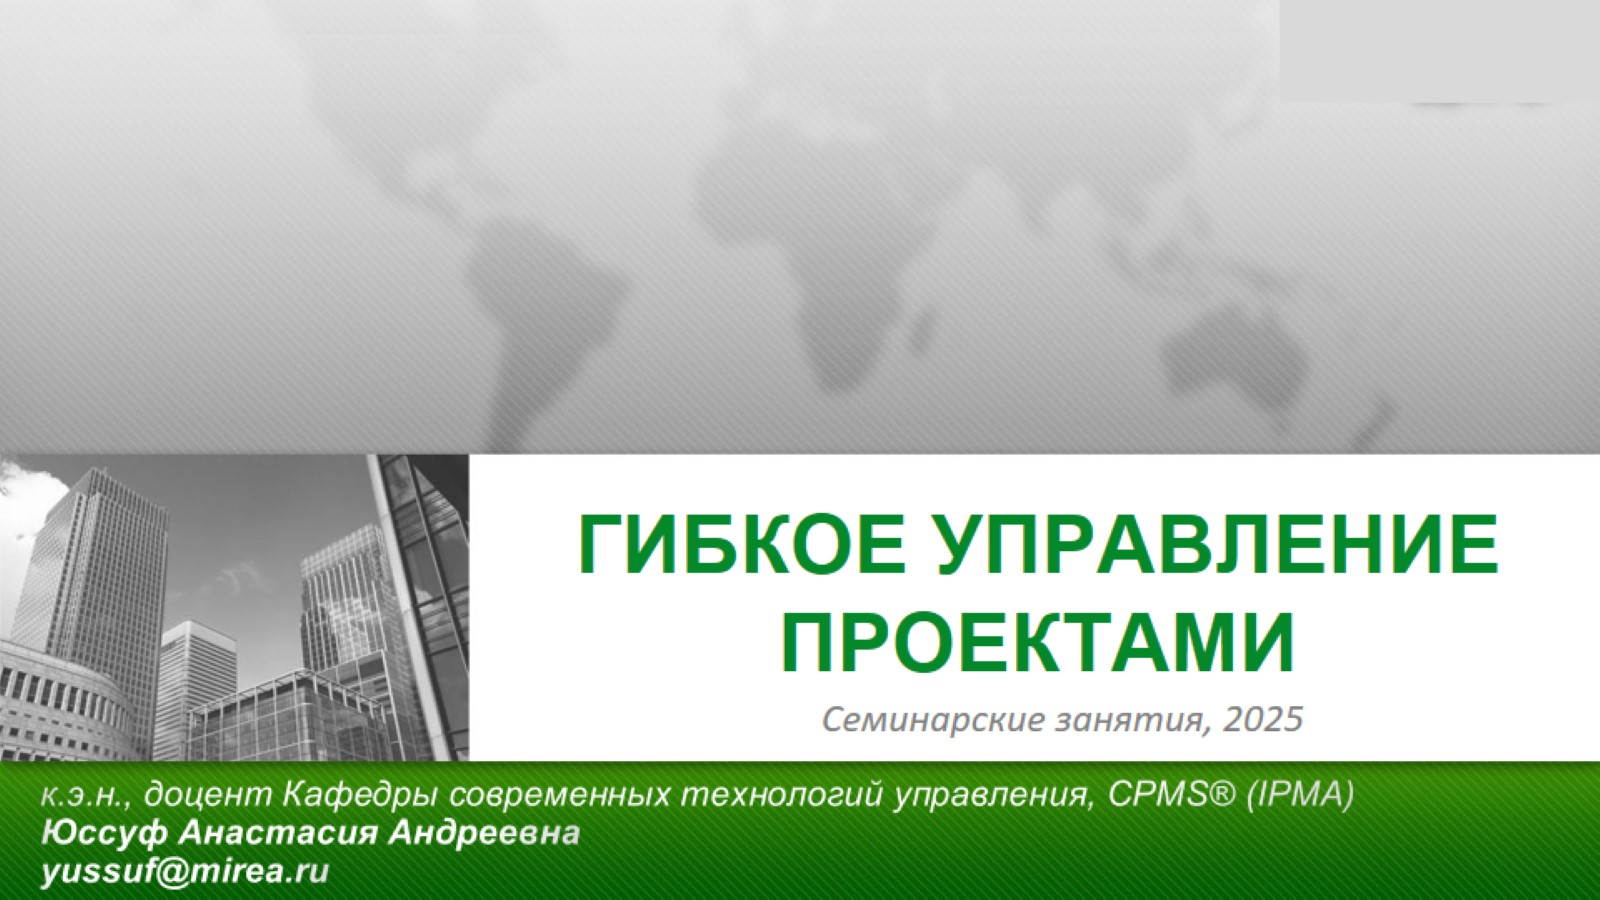 ГИБКОЕ УПРАВЛЕНИЕ
ПРОЕКТАМИ
Семинарские занятия, 2025
к.э.н., доцент Кафедры современных технологий управления, CPMS® (IPMA)
Юссуф Анастасия Андреевна
yussuf@mirea.ru